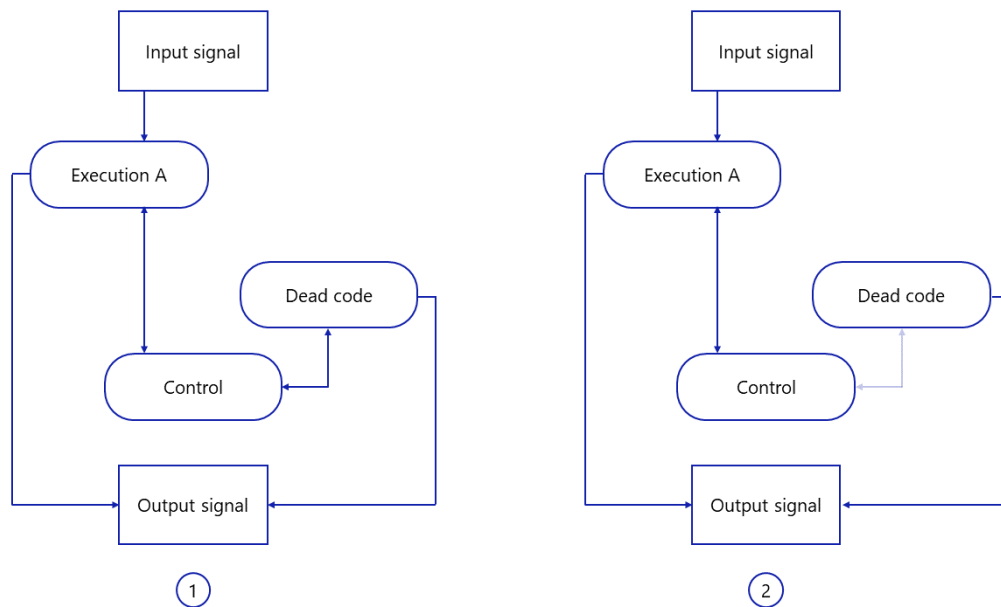 Input signal
Execution A
Dead code
Control
Output signal
1
Input signal
Execution A
Dead code
Control
Output signal
2